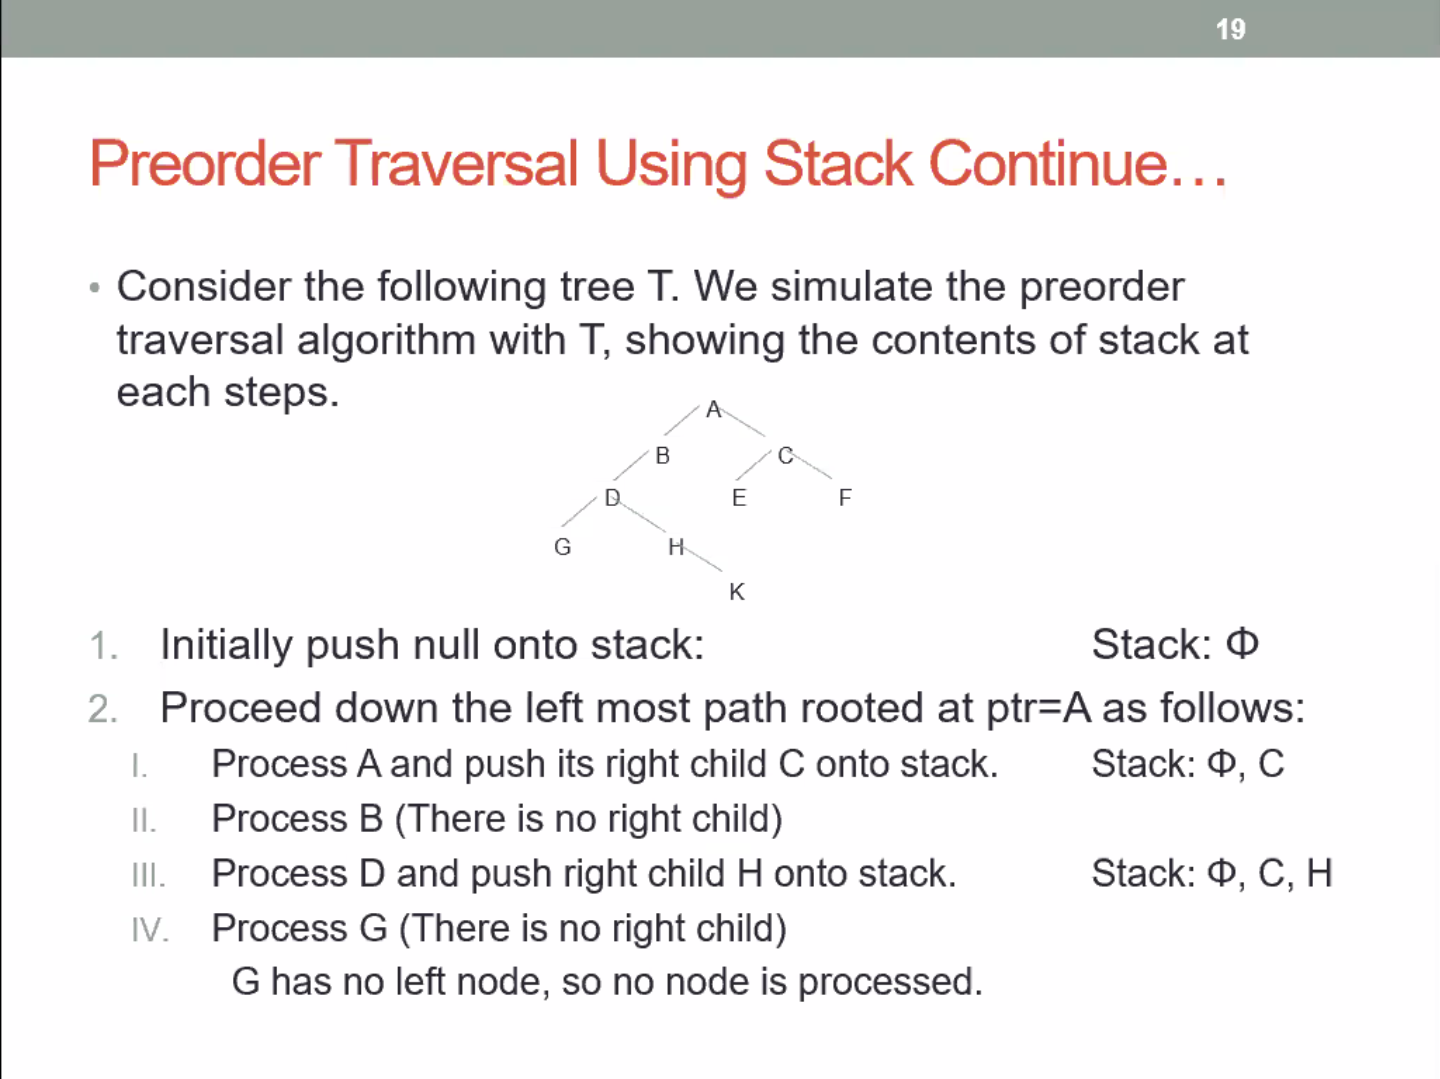 19
Preorder Traversal Using Stack Continue…
• Consider the following tree T. We simulate the preorder
traversal algorithm with T, showing the contents of stack at
each steps.
A
B C
D E F
G H
K
1. Initially push null onto stack: Stack: Φ
2. Proceed down the left most path rooted at ptr=A as follows:
I. Process A and push its right child C onto stack. Stack: Φ, C
II. Process B (There is no right child)
III. Process D and push right child H onto stack. Stack: Φ, C, H
IV. Process G (There is no right child)
G has no left node, so no node is processed.